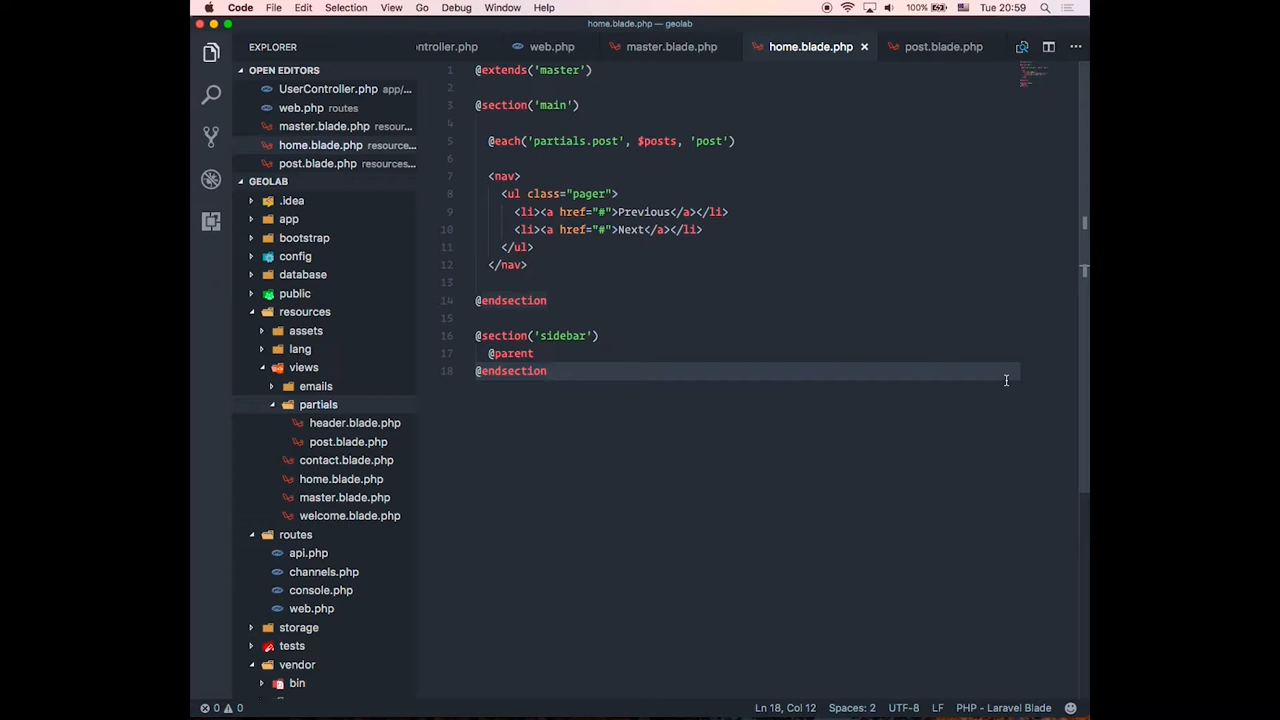 Code File Edit Selection View Go Debug Window Help 100% Tue 20:59
home.blade.php — geolab
EXPLORER
ntroller.php web.php master.blade.php home.blade.php post.blade.php
OPEN EDITORS
UserController.php app/...
web.php routes
master.blade.php resour...
home.blade.php resource...
post.blade.php resources...
GEOLAB
.idea
app
bootstrap
config
database
public
resources
assets
lang
views
emails
partials
header.blade.php
post.blade.php
contact.blade.php
home.blade.php
master.blade.php
welcome.blade.php
routes
api.php
channels.php
console.php
web.php
storage
tests
vendor
bin
1 @extends('master')
2
3 @section('main')
4
5 @each('partials.post', $posts, 'post')
6
7 <nav>
8 <ul class="pager">
9 <li><a href="#">Previous</a></li>
10 <li><a href="#">Next</a></li>
11 </ul>
12 </nav>
13
14 @endsection
15
16 @section('sidebar')
17 @parent
18 @endsection
0 0 Ln 18, Col 12 Spaces: 2 UTF-8 LF PHP - Laravel Blade